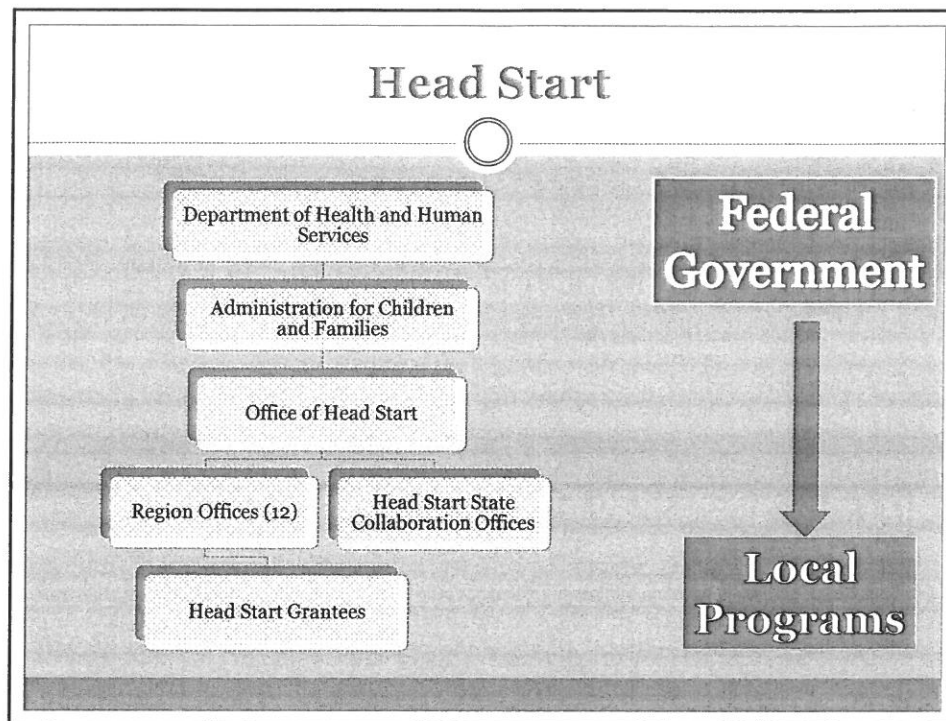 Head Start
Department of Health and Human
Services
Administration for Children
and Families
Office of Head Start
Region Offices (12)
Head Start State
Collaboration Offices
Head Start Grantees
Federal
Government
Local
Programs